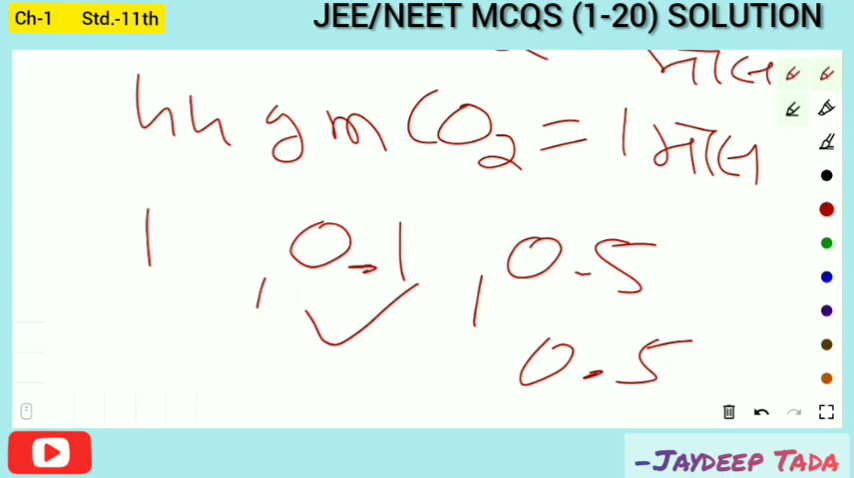 Ch-1 Std.-11th
JEE/NEET MCQS (1-20) SOLUTION
44 gm CO2 = 1 मोल
1 , 0.1 , 0.5
0.5
-JAYDEEP TADA